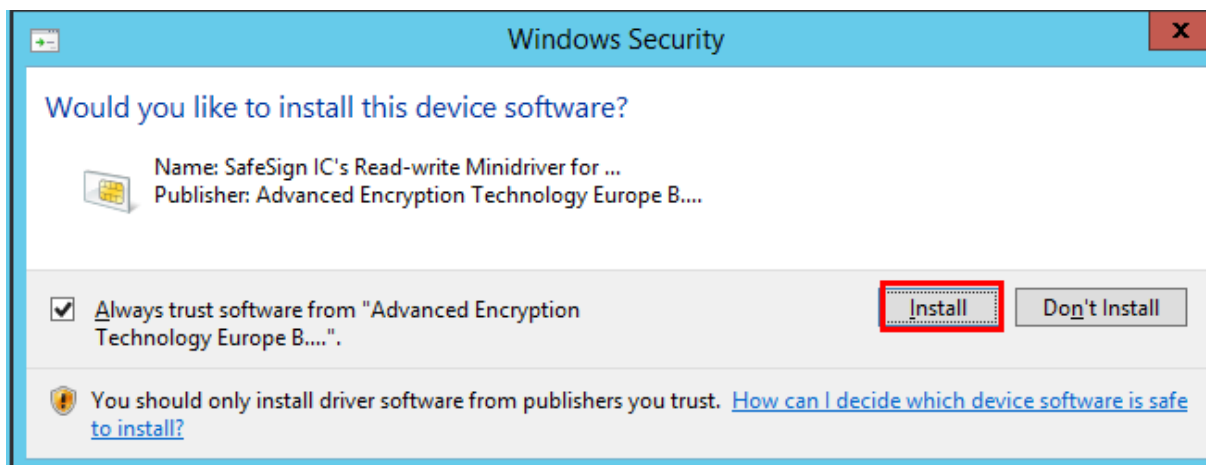 Windows Security
x
Would you like to install this device software?
Name: SafeSign IC's Read-write Minidriver for ...
Publisher: Advanced Encryption Technology Europe B....
Always trust software from "Advanced Encryption
Technology Europe B....".
Install
Don't Install
You should only install driver software from publishers you trust. How can I decide which device software is safe
to install?